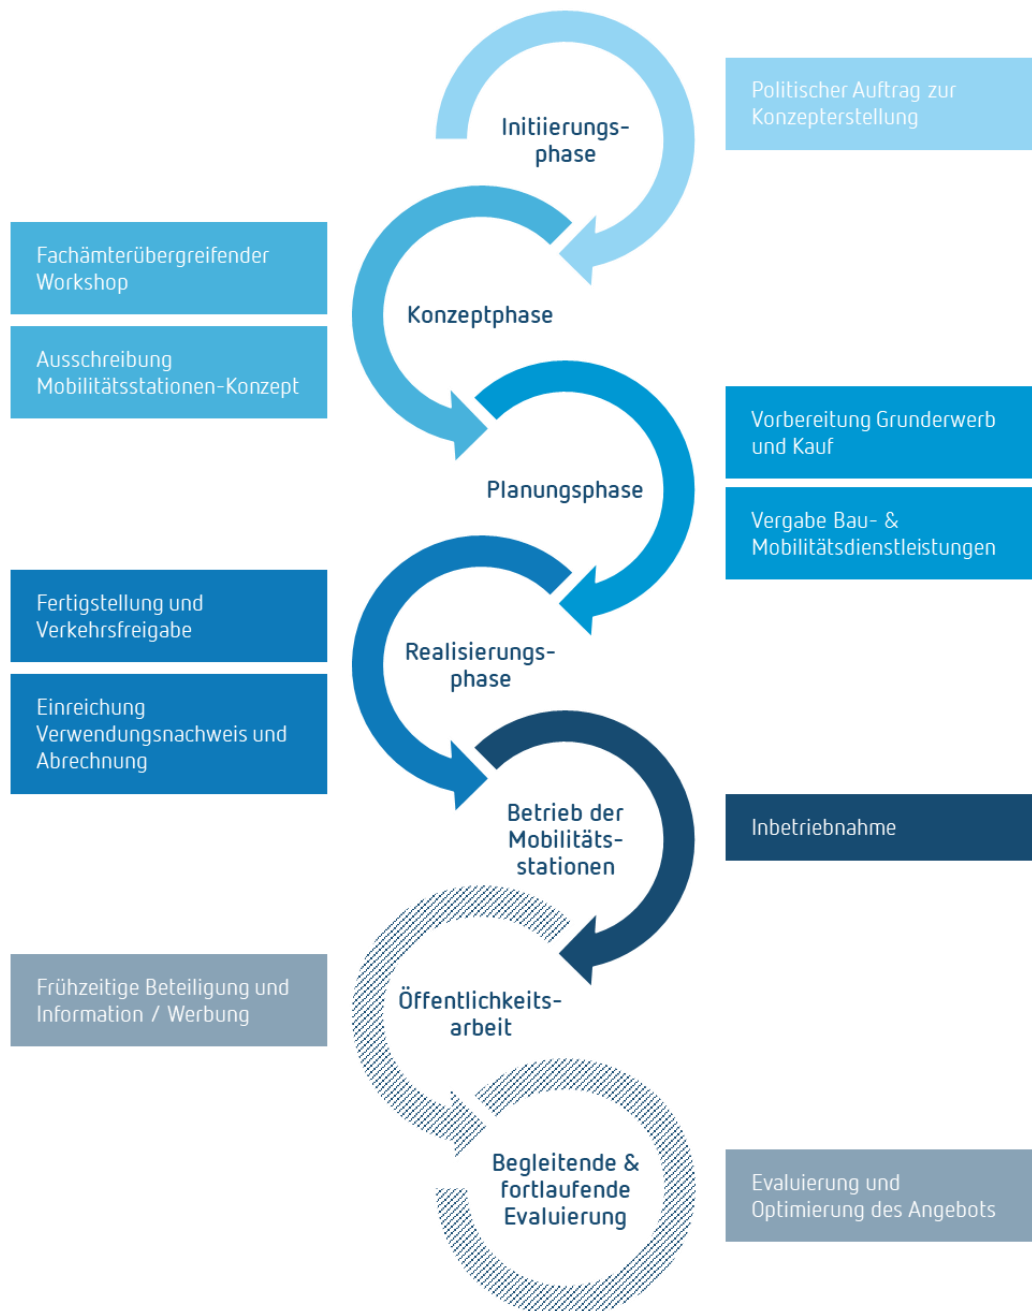 Initiierungs-
phase
Politischer Auftrag zur
Konzepterstellung
Fachämterübergreifender
Workshop
Ausschreibung
Mobilitätsstationen-Konzept
Konzeptphase
Planungsphase
Vorbereitung Grunderwerb
und Kauf
Vergabe Bau- &
Mobilitätsdienstleistungen
Fertigstellung und
Verkehrsfreigabe
Einreichung
Verwendungsnachweis und
Abrechnung
Realisierungs-
phase
Betrieb der
Mobilitäts-
stationen
Inbetriebnahme
Frühzeitige Beteiligung und
Information / Werbung
Öffentlichkeits-
arbeit
Begleitende &
fortlaufende
Evaluierung
Evaluierung und
Optimierung des Angebots